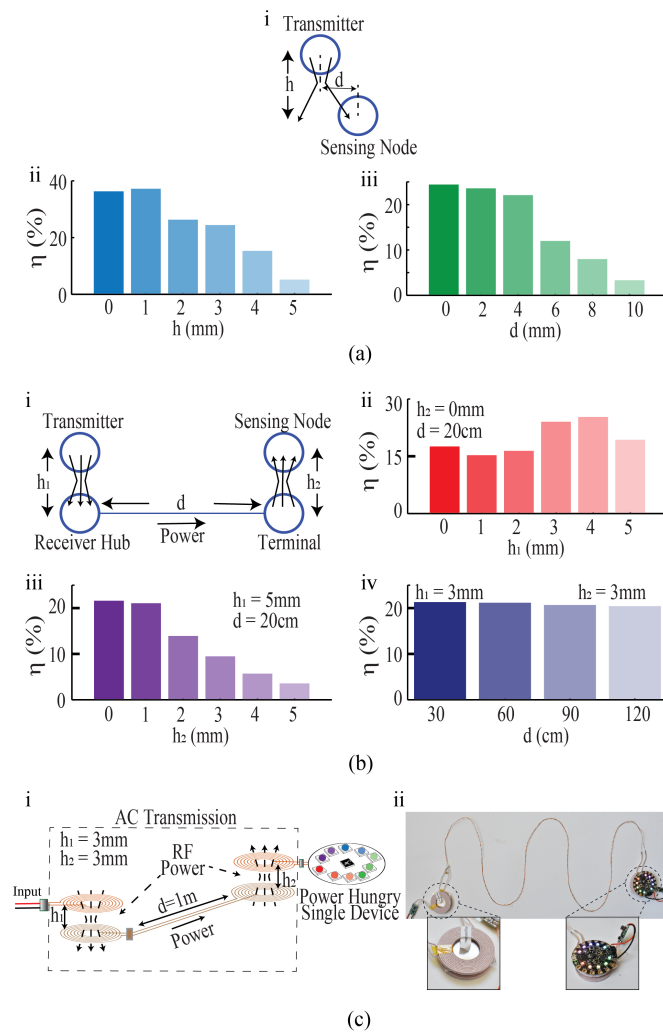 i
Transmitter
h
d
Sensing Node
ii
η (%)
40
20
0
0 1 2 3 4 5
h (mm)
iii
η (%)
20
10
0
0 2 4 6 8 10
d (mm)
(a)
i
Transmitter
Sensing Node
h₁
d
h₂
Receiver Hub
Power
Terminal
ii
η (%)
30
15
0
h₂ = 0mm
d = 20cm
0 1 2 3 4 5
h₁ (mm)
iii
η (%)
20
10
0
h₁ = 5mm
d = 20cm
0 1 2 3 4 5
h₂ (mm)
iv
η (%)
20
10
0
h₁ = 3mm
h₂ = 3mm
30 60 90 120
d (cm)
(b)
i
AC Transmission
h₁ = 3mm
h₂ = 3mm
RF
Power
Input
h₁
d=1m
Power
h₂
Power Hungry
Single Device
ii
(c)